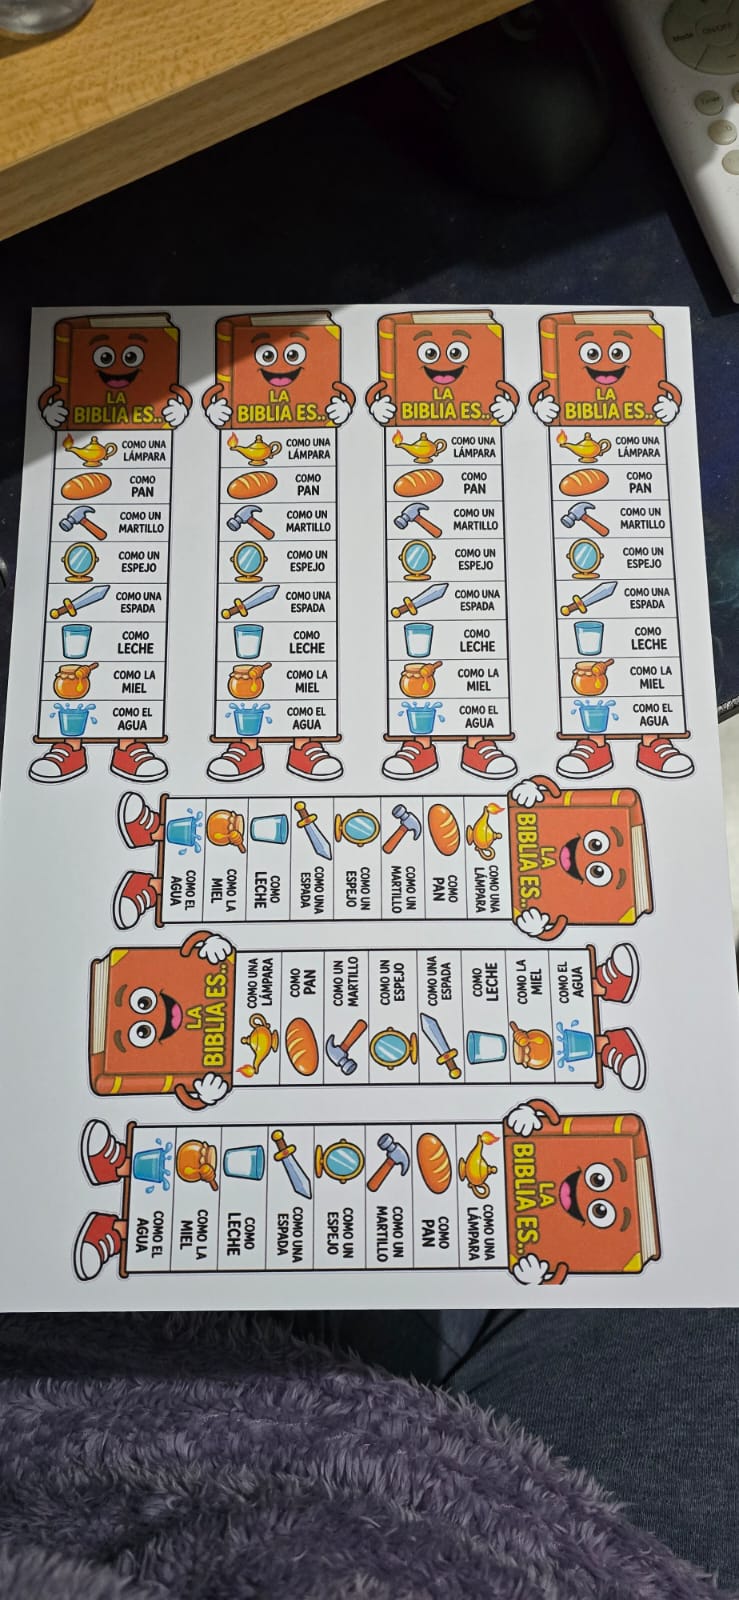 Mode
ON/OFF
Timer
LA
BIBLIA ES..
COMO UNA
LÁMPARA
COMO
PAN
COMO UN
MARTILLO
COMO UN
ESPEJO
COMO UNA
ESPADA
COMO
LECHE
COMO LA
MIEL
COMO EL
AGUA
LA
BIBLIA ES..
COMO UNA
LÁMPARA
COMO
PAN
COMO UN
MARTILLO
COMO UN
ESPEJO
COMO UNA
ESPADA
COMO
LECHE
COMO LA
MIEL
COMO EL
AGUA
LA
BIBLIA ES..
COMO UNA
LÁMPARA
COMO
PAN
COMO UN
MARTILLO
COMO UN
ESPEJO
COMO UNA
ESPADA
COMO
LECHE
COMO LA
MIEL
COMO EL
AGUA
LA
BIBLIA ES..
COMO UNA
LÁMPARA
COMO
PAN
COMO UN
MARTILLO
COMO UN
ESPEJO
COMO UNA
ESPADA
COMO
LECHE
COMO LA
MIEL
COMO EL
AGUA
LA
BIBLIA ES..
COMO UNA
LÁMPARA
COMO
PAN
COMO UN
MARTILLO
COMO UN
ESPEJO
COMO UNA
ESPADA
COMO
LECHE
COMO LA
MIEL
COMO EL
AGUA
LA
BIBLIA ES..
COMO UNA
LÁMPARA
COMO
PAN
COMO UN
MARTILLO
COMO UN
ESPEJO
COMO UNA
ESPADA
COMO
LECHE
COMO LA
MIEL
COMO EL
AGUA
LA
BIBLIA ES..
COMO UNA
LÁMPARA
COMO
PAN
COMO UN
MARTILLO
COMO UN
ESPEJO
COMO UNA
ESPADA
COMO
LECHE
COMO LA
MIEL
COMO EL
AGUA